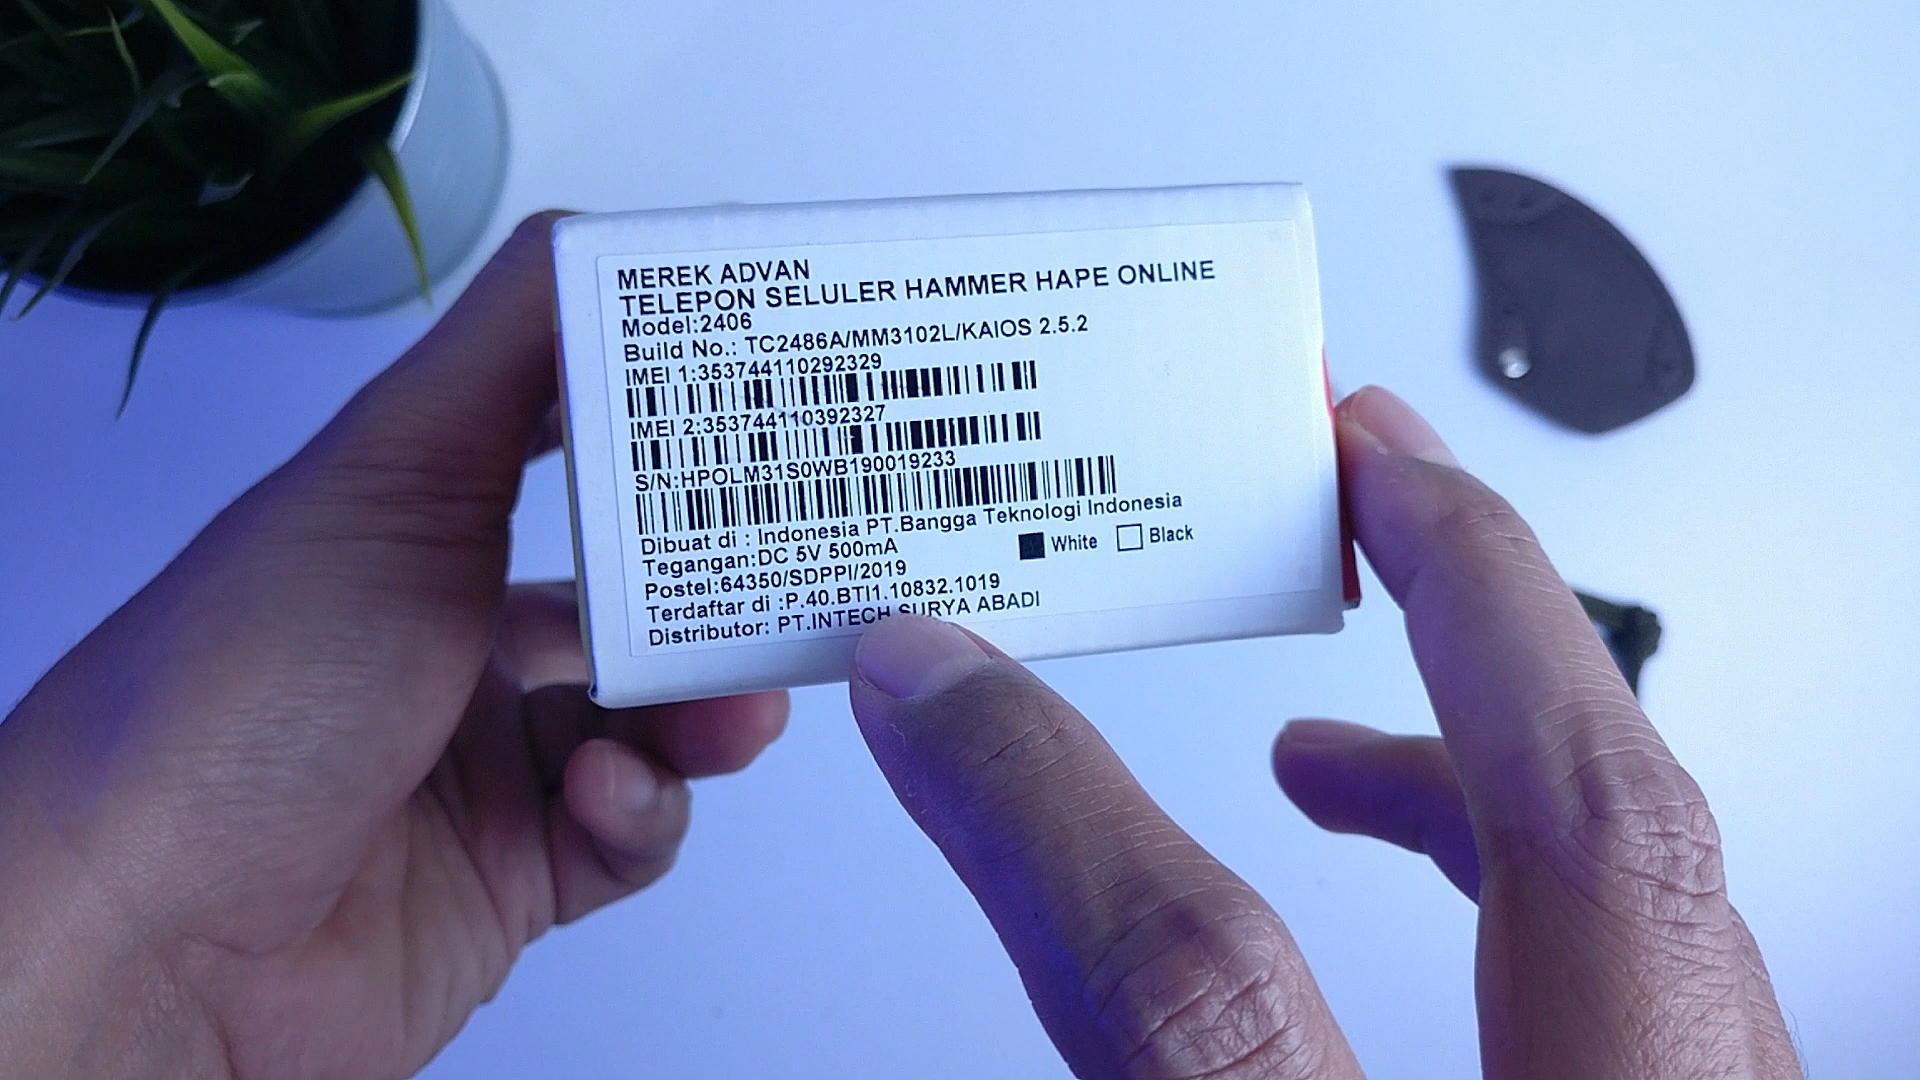 MEREK ADVAN
TELEPON SELULER HAMMER HAPE ONLINE
Model:2406
Build No.: TC2486A/MM3102L/KAIOS 2.5.2
IMEI 1:353744110292329
IMEI 2:353744110392327
S/N:HPOLM31S0WB190019233
Dibuat di : Indonesia PT.Bangga Teknologi Indonesia
Tegangan:DC 5V 500mA
White Black
Postel:64350/SDPPI/2019
Terdaftar di :P.40.BTI1.10832.1019
Distributor: PT.INTECH SURYA ABADI